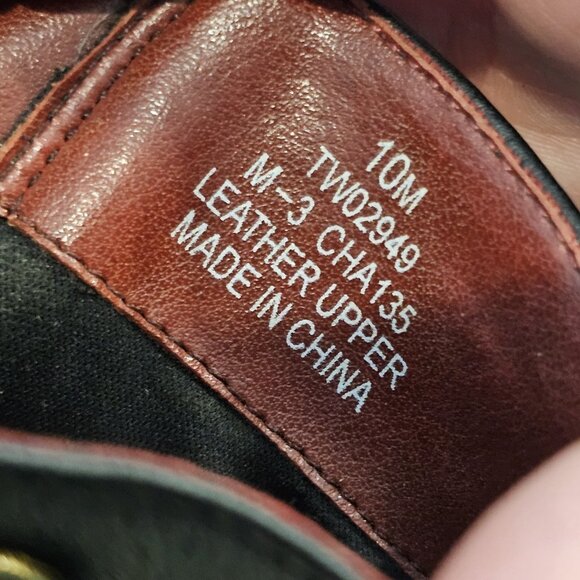 10M
TW02949
M-3 CHA135
LEATHER UPPER
MADE IN CHINA